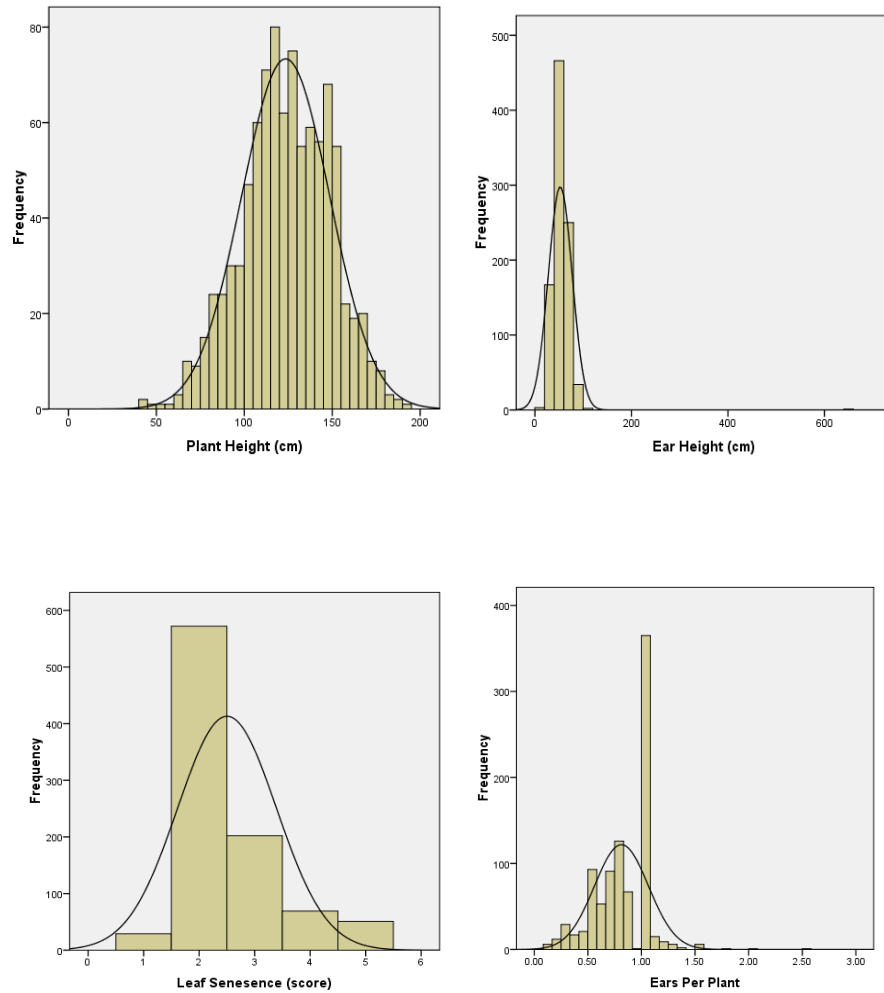 80
60
40
20
0
Frequency
0 50 100 150 200
Plant Height (cm)
500
400
300
200
100
0
Frequency
0 200 400 600
Ear Height (cm)
600
500
400
300
200
100
0
Frequency
0 1 2 3 4 5 6
Leaf Senesence (score)
400
300
200
100
0
Frequency
0.00 0.50 1.00 1.50 2.00 2.50 3.00
Ears Per Plant